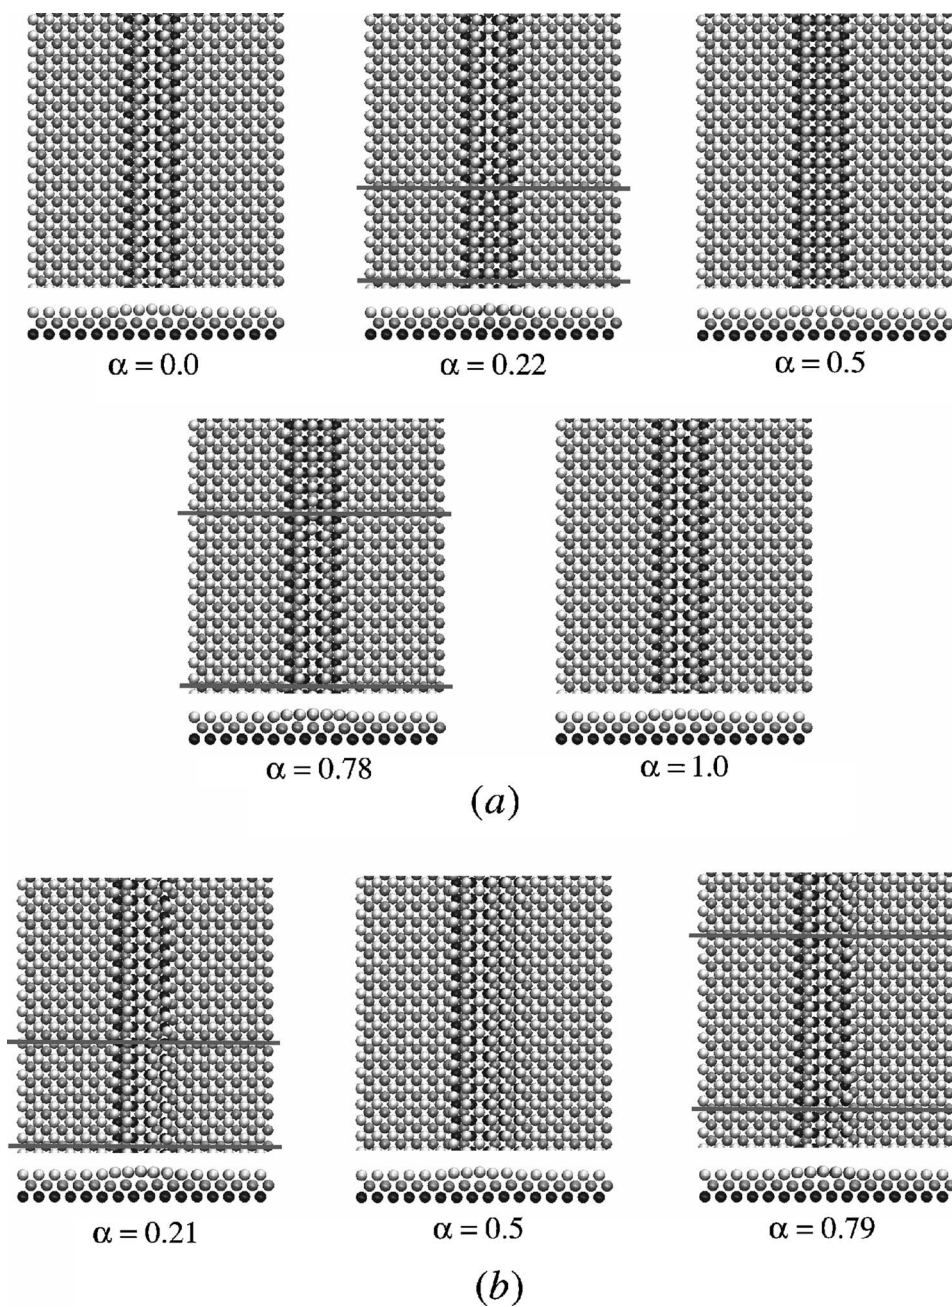 α = 0.0
α = 0.22
α = 0.5
α = 0.78
α = 1.0
(a)
α = 0.21
α = 0.5
α = 0.79
(b)